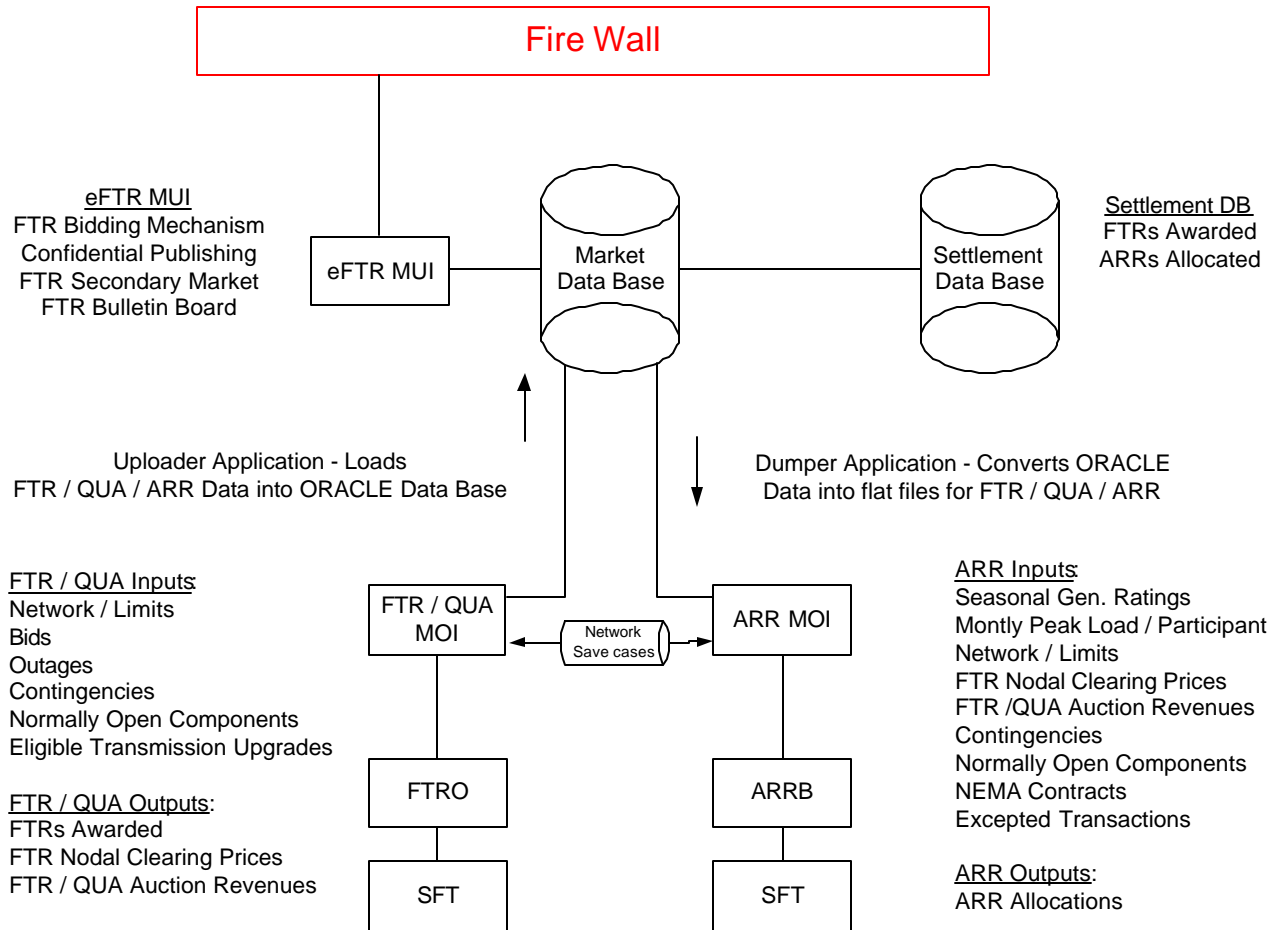 Fire Wall
eFTR MUI
FTR Bidding Mechanism
Confidential Publishing
FTR Secondary Market
FTR Bulletin Board
eFTR MUI
Market
Data Base
Settlement
Data Base
Settlement DB
FTRs Awarded
ARRs Allocated
Uploader Application - Loads
FTR / QUA / ARR Data into ORACLE Data Base
Dumper Application - Converts ORACLE
Data into flat files for FTR / QUA / ARR
FTR / QUA Inputs:
Network / Limits
Bids
Outages
Contingencies
Normally Open Components
Eligible Transmission Upgrades
FTR / QUA Outputs:
FTRs Awarded
FTR Nodal Clearing Prices
FTR / QUA Auction Revenues
FTR / QUA
MOI
Network
Save cases
ARR MOI
FTRO
ARRB
SFT
SFT
ARR Inputs:
Seasonal Gen. Ratings
Montly Peak Load / Participant
Network / Limits
FTR Nodal Clearing Prices
FTR /QUA Auction Revenues
Contingencies
Normally Open Components
NEMA Contracts
Excepted Transactions
ARR Outputs:
ARR Allocations